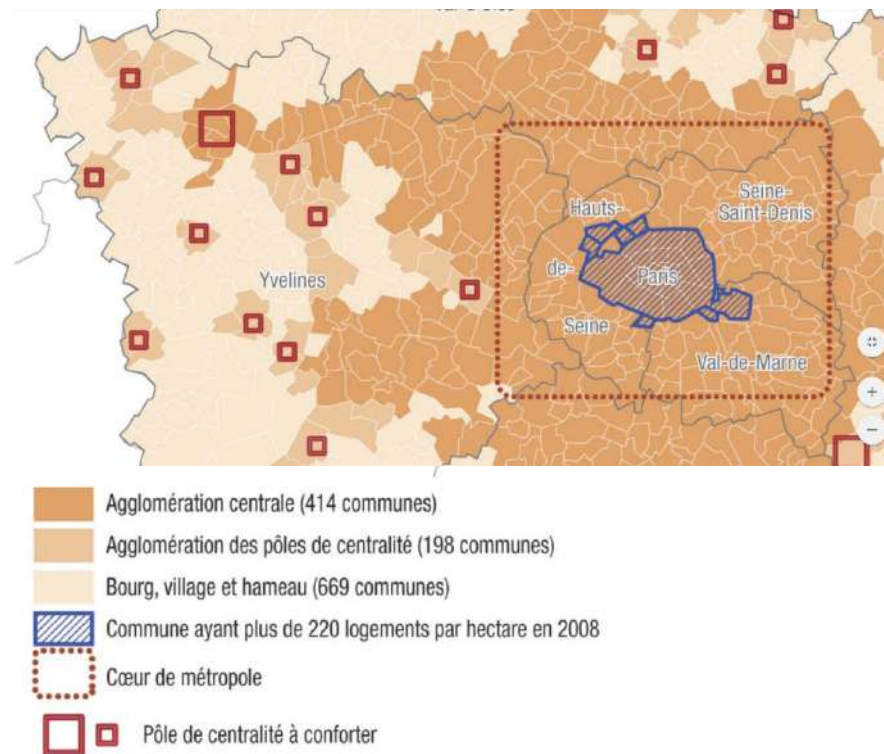 Hauts-
Seine-
Saint-Denis
de-
Paris
Yvelines
Seine
Val-de-Marne
+
−
Agglomération centrale (414 communes)
Agglomération des pôles de centralité (198 communes)
Bourg, village et hameau (669 communes)
Commune ayant plus de 220 logements par hectare en 2008
Cœur de métropole
Pôle de centralité à conforter